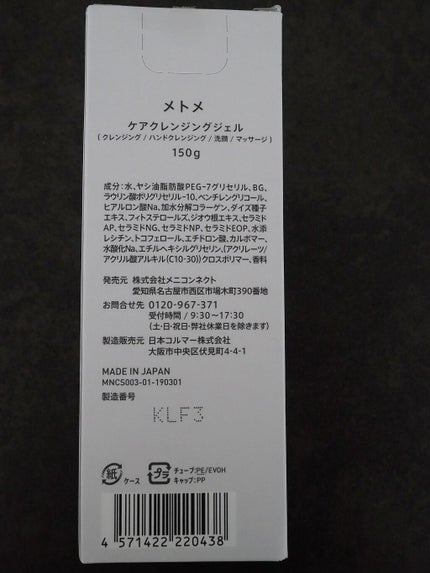 メトメ
ケアクレンジングジェル
(クレンジング / ハンドクレンジング / 洗顔 / マッサージ)
150g
成分:水、ヤシ油脂肪酸PEG-7グリセリル、BG、
ラウリン酸ポリグリセリル-10、ペンチレングリコール、
ヒアルロン酸Na、加水分解コラーゲン、ダイズ種子
エキス、フィトステロールズ、ジオウ根エキス、セラミド
AP、セラミドNG、セラミドNP、セラミドEOP、水添
レシチン、トコフェロール、エチドロン酸、カルボマー、
水酸化Na、エチルヘキシルグリセリン、(アクリレーツ/
アクリル酸アルキル(C10-30))クロスポリマー、香料
発売元 株式会社メニコネクト
愛知県名古屋市西区市場木町390番地
お問合せ先 0120-967-371
受付時間 / 9:30~17:30
(土・日・祝日・弊社休業日を除きます)
製造販売元 日本コルマー株式会社
大阪市中央区伏見町4-4-1
MADE IN JAPAN
MNCS003-01-190301
製造番号
KLF3
紙 ケース
プラ チューブ:PE/EVOH
キャップ:PP
4 571422 220438